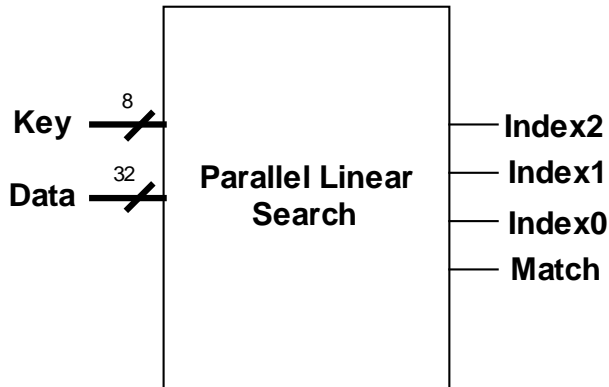 8
Key
32
Data
Parallel Linear
Search
Index2
Index1
Index0
Match